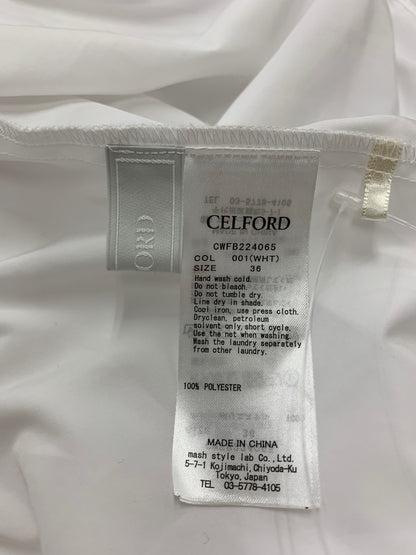 CELFORD
CWFB224065
COL 001(WHT)
SIZE 36
Hand wash cold.
Do not bleach.
Do not tumble dry.
Line dry in shade.
Cool iron, use press cloth.
Dryclean, petroleum
solvent only, short cycle.
Use the net when washing.
Wash the laundry separately
from other laundry.
100% POLYESTER
MADE IN CHINA
mash style lab Co.,Ltd.
5-7-1 Kojimachi,Chiyoda-Ku
Tokyo,Japan
TEL 03-5778-4105
ORD